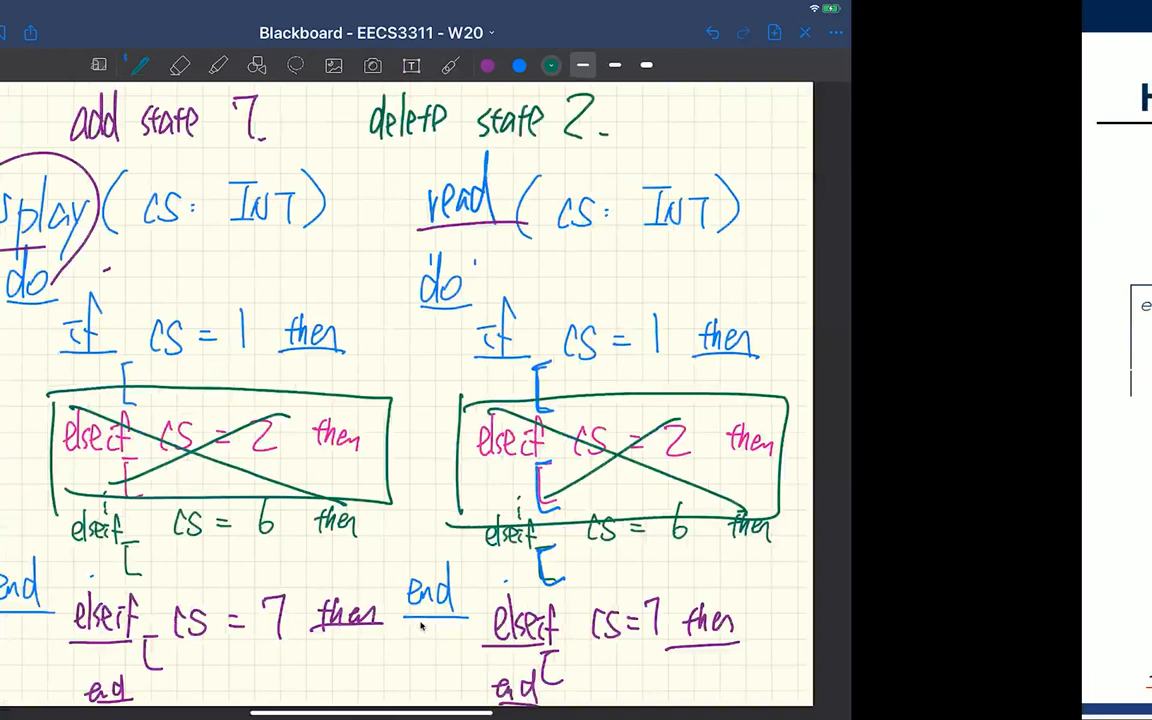 Blackboard - EECS3311 - W20
add state 7.
delete state 2.
splay ( CS: INT )
read ( CS: INT )
do
do
if CS = 1 then
if CS = 1 then
elseif CS = 2 then
elseif CS = 2 then
elseif CS = 6 then
elseif CS = 6 then
end
end
elseif CS = 7 then
elseif CS=7 then
end
end
H
e